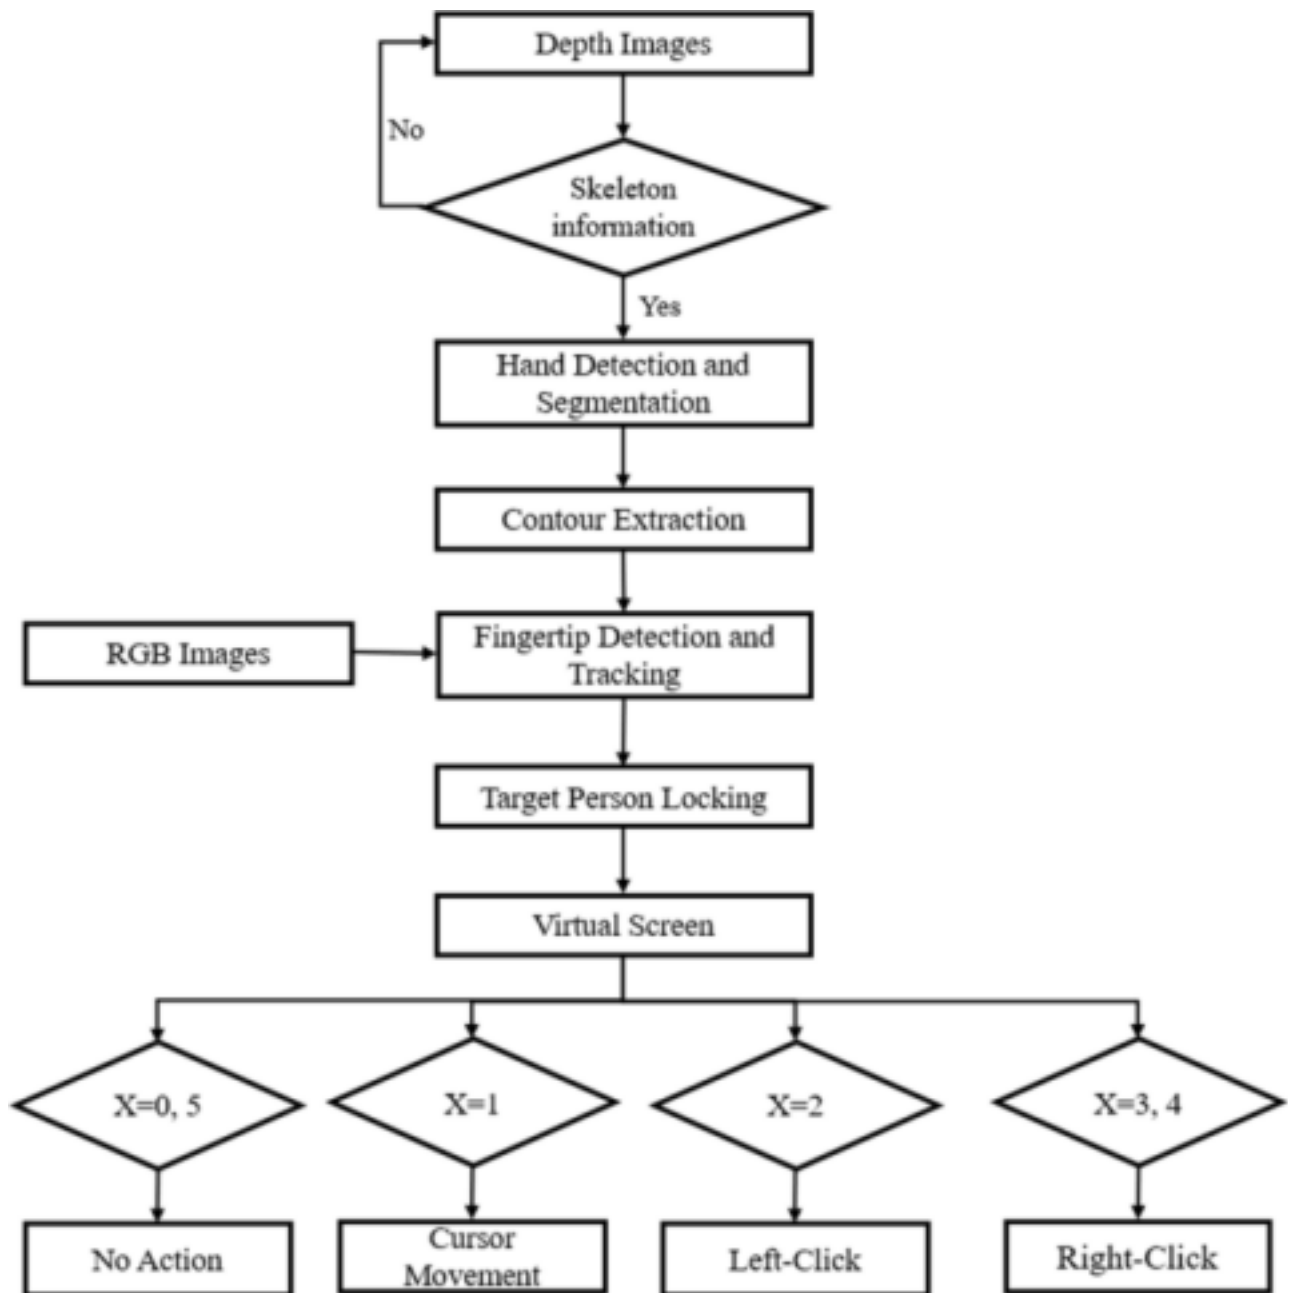 Depth Images
No
Skeleton
information
Yes
Hand Detection and
Segmentation
Contour Extraction
RGB Images
Fingertip Detection and
Tracking
Target Person Locking
Virtual Screen
X=0, 5
X=1
X=2
X=3, 4
No Action
Cursor
Movement
Left-Click
Right-Click